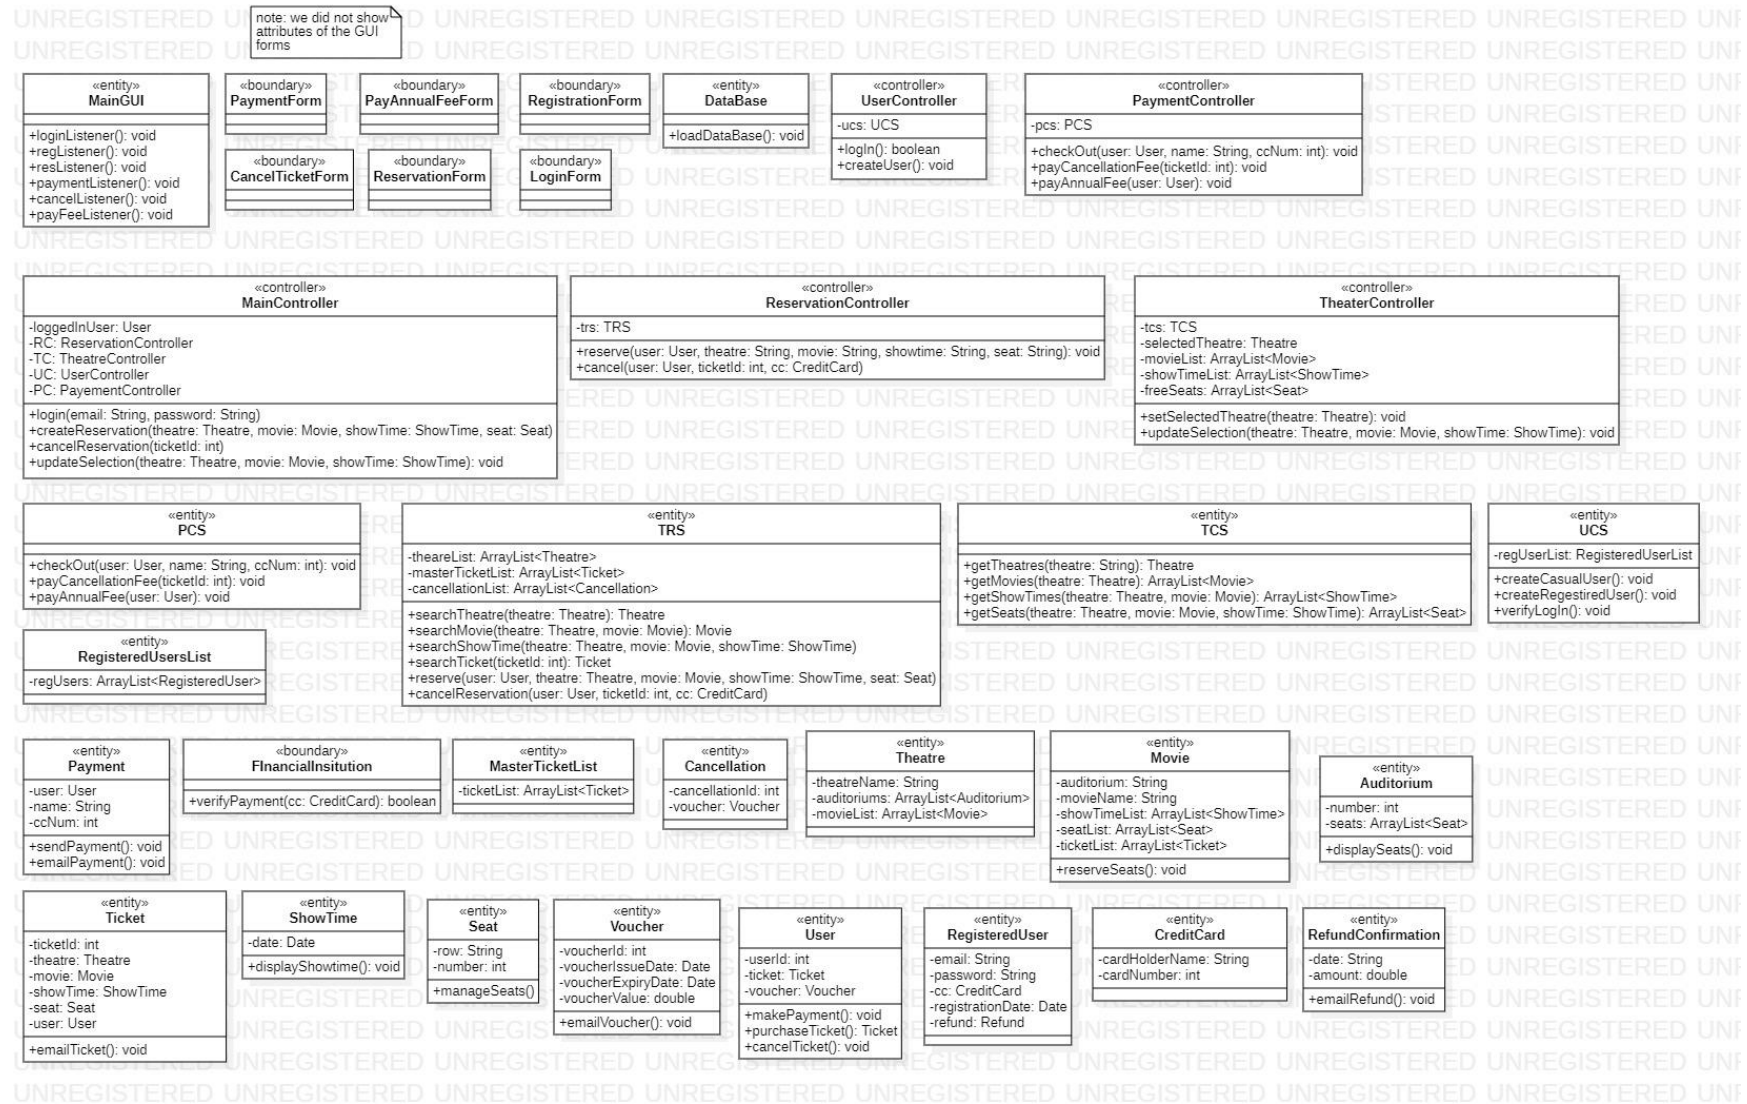 note: we did not show
attributes of the GUI
forms
«entity»
MainGUI
+loginListener(): void
+regListener(): void
+resListener(): void
+paymentListener(): void
+cancelListener(): void
+payFeeListener(): void
«boundary»
PaymentForm
«boundary»
PayAnnualFeeForm
«boundary»
RegistrationForm
«boundary»
CancelTicketForm
«boundary»
ReservationForm
«boundary»
LoginForm
«entity»
DataBase
+loadDataBase(): void
«controller»
UserController
-ucs: UCS
+logIn(): boolean
+createUser(): void
«controller»
PaymentController
-pcs: PCS
+checkOut(user: User, name: String, ccNum: int): void
+payCancellationFee(ticketId: int): void
+payAnnualFee(user: User): void
«controller»
MainController
-loggedInUser: User
-RC: ReservationController
-TC: TheatreController
-UC: UserController
-PC: PayementController
+login(email: String, password: String)
+createReservation(theatre: Theatre, movie: Movie, showTime: ShowTime, seat: Seat)
+cancelReservation(ticketId: int)
+updateSelection(theatre: Theatre, movie: Movie, showTime: ShowTime): void
«controller»
ReservationController
-trs: TRS
+reserve(user: User, theatre: String, movie: String, showtime: String, seat: String): void
+cancel(user: User, ticketId: int, cc: CreditCard)
«controller»
TheaterController
-tcs: TCS
-selectedTheatre: Theatre
-movieList: ArrayList<Movie>
-showTimeList: ArrayList<ShowTime>
-freeSeats: ArrayList<Seat>
+setSelectedTheatre(theatre: Theatre): void
+updateSelection(theatre: Theatre, movie: Movie, showTime: ShowTime): void
«entity»
PCS
+checkOut(user: User, name: String, ccNum: int): void
+payCancellationFee(ticketId: int): void
+payAnnualFee(user: User): void
«entity»
RegisteredUsersList
-regUsers: ArrayList<RegisteredUser>
«entity»
TRS
-theareList: ArrayList<Theatre>
-masterTicketList: ArrayList<Ticket>
-cancellationList: ArrayList<Cancellation>
+searchTheatre(theatre: Theatre): Theatre
+searchMovie(theatre: Theatre, movie: Movie): Movie
+searchShowTime(theatre: Theatre, movie: Movie, showTime: ShowTime)
+searchTicket(ticketId: int): Ticket
+reserve(user: User, theatre: Theatre, movie: Movie, showTime: ShowTime, seat: Seat)
+cancelReservation(user: User, ticketId: int, cc: CreditCard)
«entity»
TCS
+getTheatres(theatre: String): Theatre
+getMovies(theatre: Theatre): ArrayList<Movie>
+getShowTimes(theatre: Theatre, movie: Movie): ArrayList<ShowTime>
+getSeats(theatre: Theatre, movie: Movie, showTime: ShowTime): ArrayList<Seat>
«entity»
UCS
-regUserList: RegisteredUserList
+createCasualUser(): void
+createRegestiredUser(): void
+verifyLogIn(): void
«entity»
Payment
-user: User
-name: String
-ccNum: int
+sendPayment(): void
+emailPayment(): void
«boundary»
FInancialInsitution
+verifyPayment(cc: CreditCard): boolean
«entity»
MasterTicketList
-ticketList: ArrayList<Ticket>
«entity»
Cancellation
-cancellationId: int
-voucher: Voucher
«entity»
Theatre
-theatreName: String
-auditoriums: ArrayList<Auditorium>
-movieList: ArrayList<Movie>
«entity»
Movie
-auditorium: String
-movieName: String
-showTimeList: ArrayList<ShowTime>
-seatList: ArrayList<Seat>
-ticketList: ArrayList<Ticket>
+reserveSeats(): void
«entity»
Auditorium
-number: int
-seats: ArrayList<Seat>
+displaySeats(): void
«entity»
Ticket
-ticketId: int
-theatre: Theatre
-movie: Movie
-showTime: ShowTime
-seat: Seat
-user: User
+emailTicket(): void
«entity»
ShowTime
-date: Date
+displayShowtime(): void
«entity»
Seat
-row: String
-number: int
+manageSeats()
«entity»
Voucher
-voucherId: int
-voucherIssueDate: Date
-voucherExpiryDate: Date
-voucherValue: double
+emailVoucher(): void
«entity»
User
-userId: int
-ticket: Ticket
-voucher: Voucher
+makePayment(): void
+purchaseTicket(): Ticket
+cancelTicket(): void
«entity»
RegisteredUser
-email: String
-password: String
-cc: CreditCard
-registrationDate: Date
-refund: Refund
«entity»
CreditCard
-cardHolderName: String
-cardNumber: int
«entity»
RefundConfirmation
-date: String
-amount: double
+emailRefund(): void